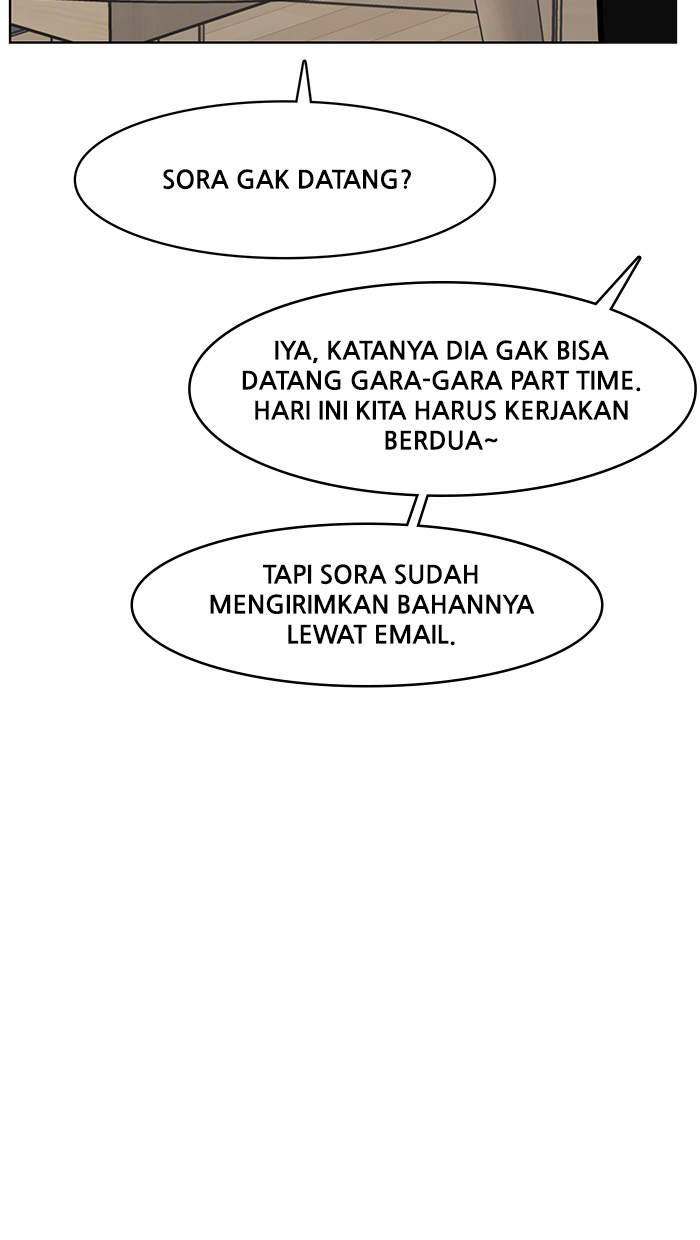 SORA GAK DATANG?
IYA, KATANYA DIA GAK BISA
DATANG GARA-GARA PART TIME.
HARI INI KITA HARUS KERJAKAN
BERDUA~
TAPI SORA SUDAH
MENGIRIMKAN BAHANNYA
LEWAT EMAIL.